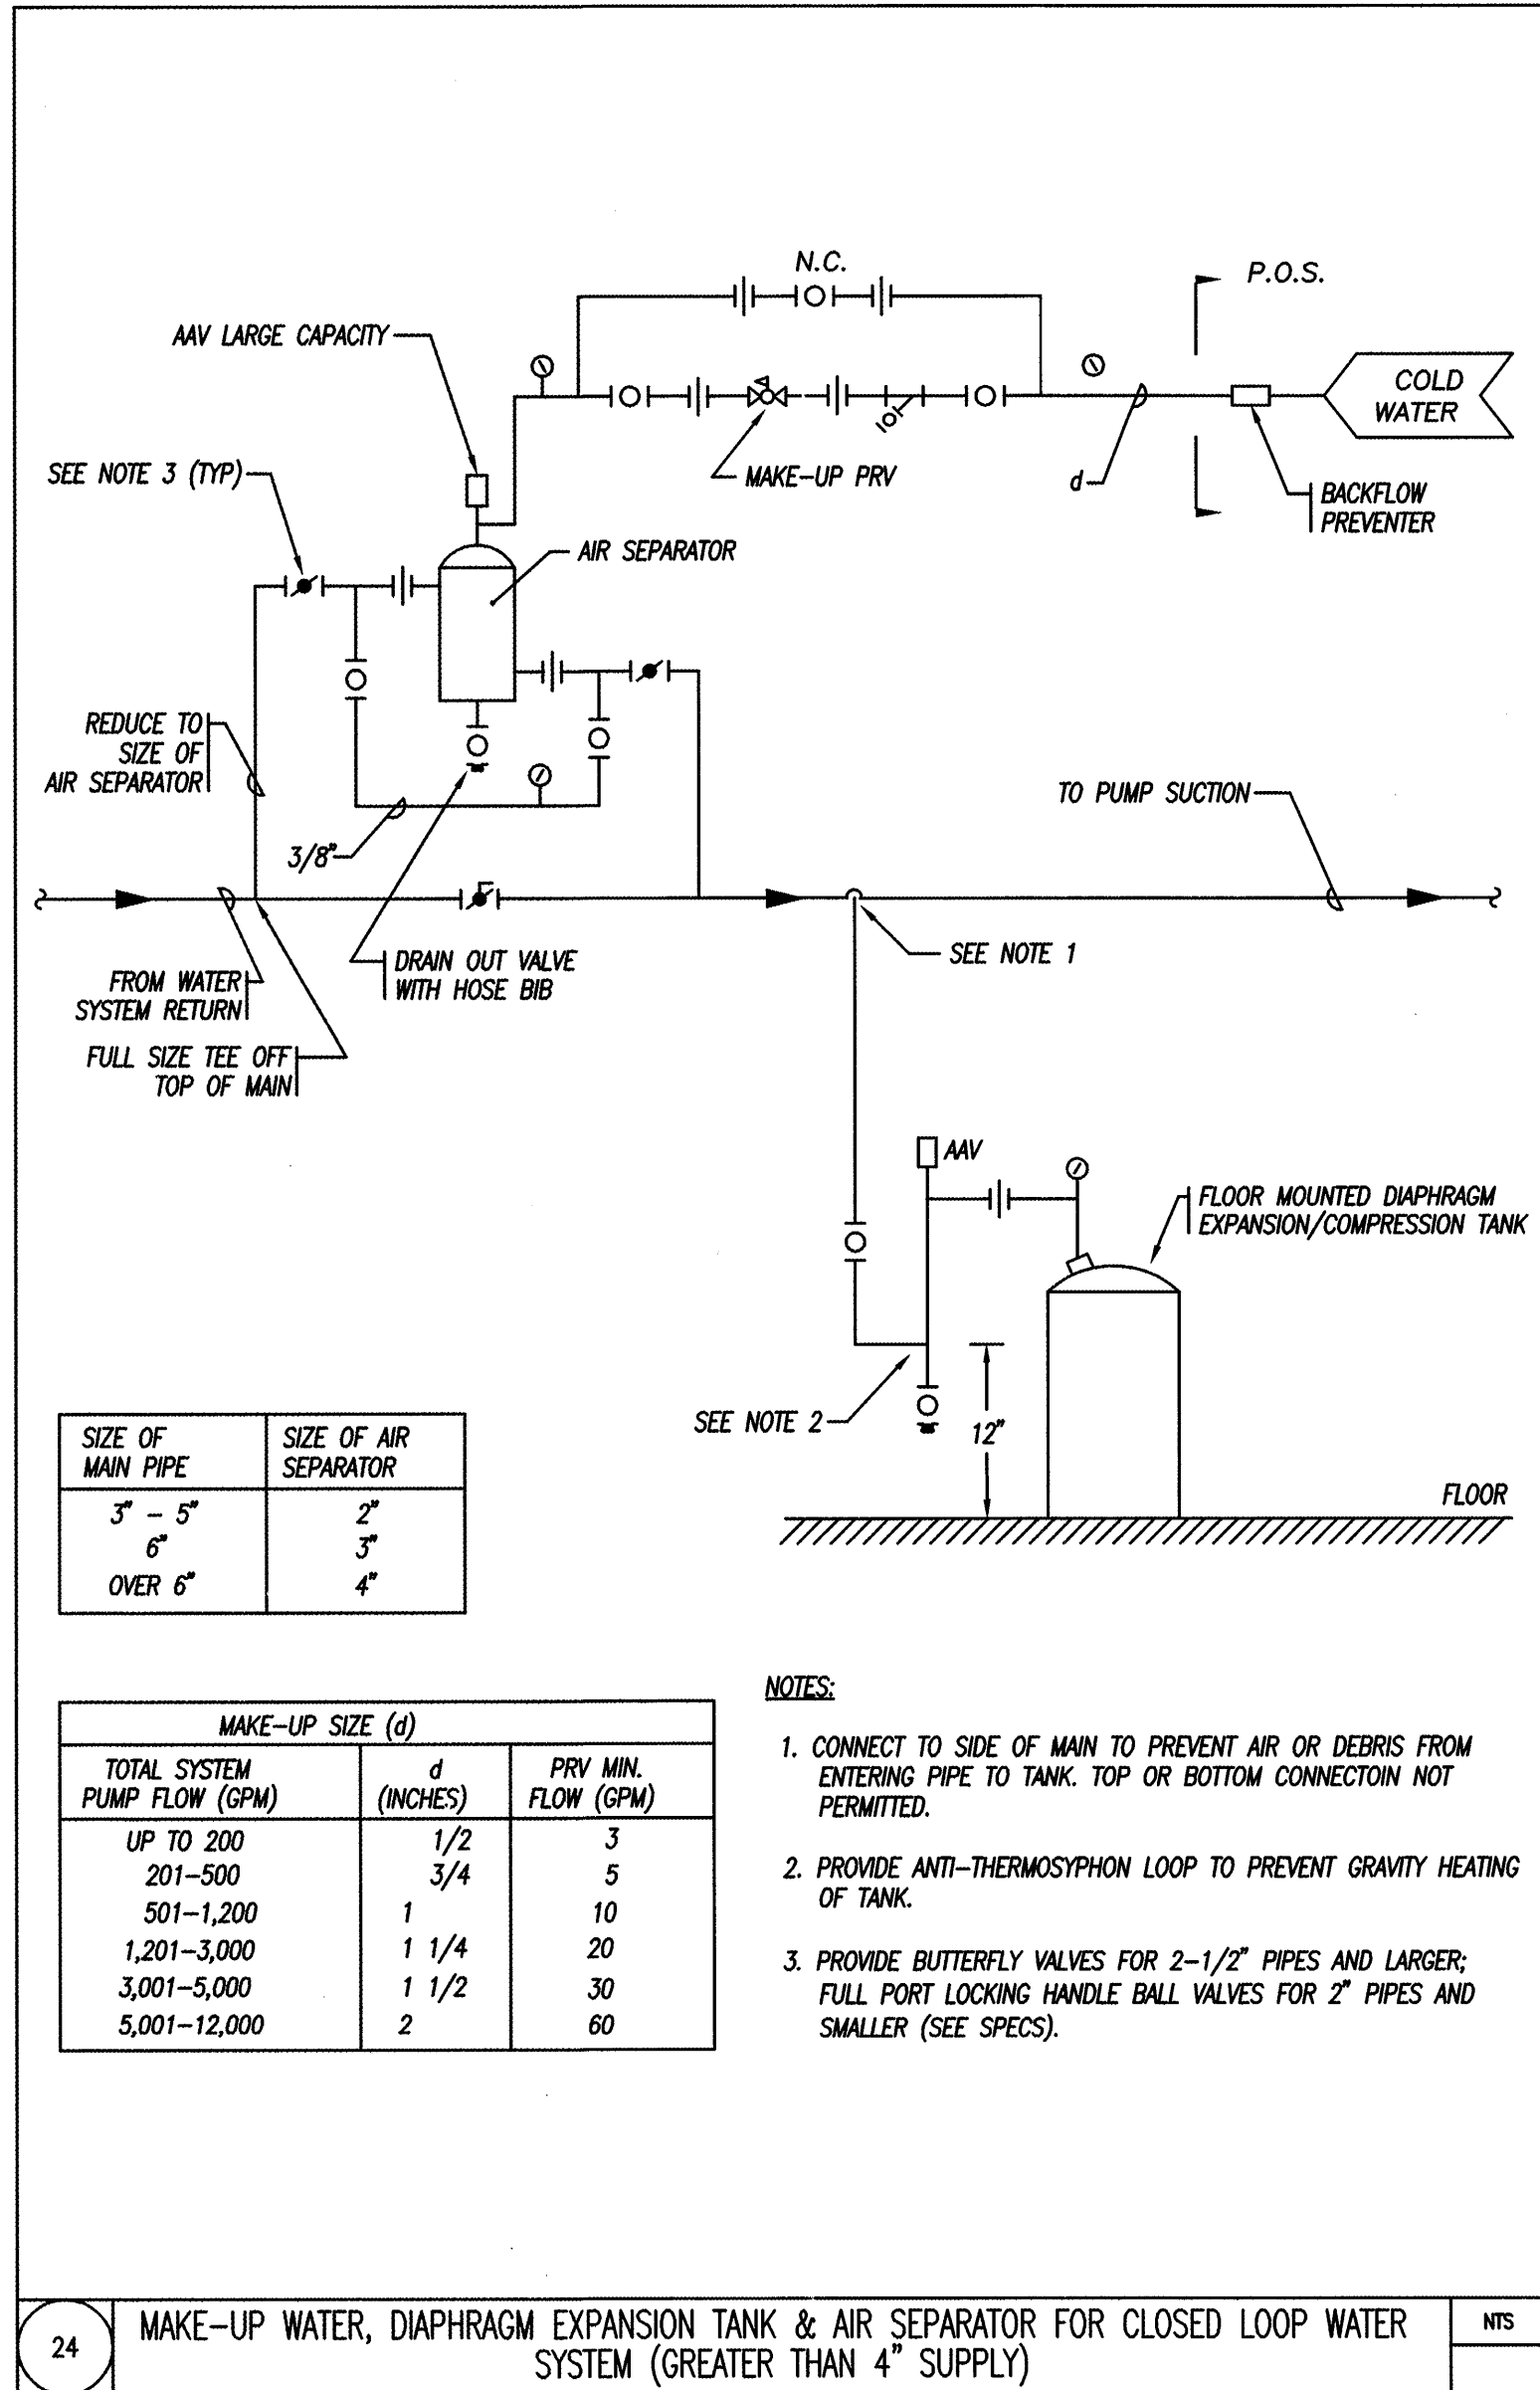 N.C.
P.O.S.
AAV LARGE CAPACITY
COLD
WATER
SEE NOTE 3 (TYP)
MAKE-UP PRV
d
BACKFLOW
PREVENTER
AIR SEPARATOR
REDUCE TO
SIZE OF
AIR SEPARATOR
TO PUMP SUCTION
3/8"
DRAIN OUT VALVE
WITH HOSE BIB
SEE NOTE 1
FROM WATER
SYSTEM RETURN
FULL SIZE TEE OFF
TOP OF MAIN
AAV
FLOOR MOUNTED DIAPHRAGM
EXPANSION/COMPRESSION TANK
SEE NOTE 2
12"
FLOOR
SIZE OF
MAIN PIPE
SIZE OF AIR
SEPARATOR
3" - 5" 2"
6" 3"
OVER 6" 4"
MAKE-UP SIZE (d)
TOTAL SYSTEM
PUMP FLOW (GPM)
d
(INCHES)
PRV MIN.
FLOW (GPM)
UP TO 200 1/2 3
201-500 3/4 5
501-1,200 1 10
1,201-3,000 1 1/4 20
3,001-5,000 1 1/2 30
5,001-12,000 2 60
NOTES:
1. CONNECT TO SIDE OF MAIN TO PREVENT AIR OR DEBRIS FROM
ENTERING PIPE TO TANK. TOP OR BOTTOM CONNECTOIN NOT
PERMITTED.
2. PROVIDE ANTI-THERMOSYPHON LOOP TO PREVENT GRAVITY HEATING
OF TANK.
3. PROVIDE BUTTERFLY VALVES FOR 2-1/2" PIPES AND LARGER;
FULL PORT LOCKING HANDLE BALL VALVES FOR 2" PIPES AND
SMALLER (SEE SPECS).
24
MAKE-UP WATER, DIAPHRAGM EXPANSION TANK & AIR SEPARATOR FOR CLOSED LOOP WATER
SYSTEM (GREATER THAN 4" SUPPLY)
NTS